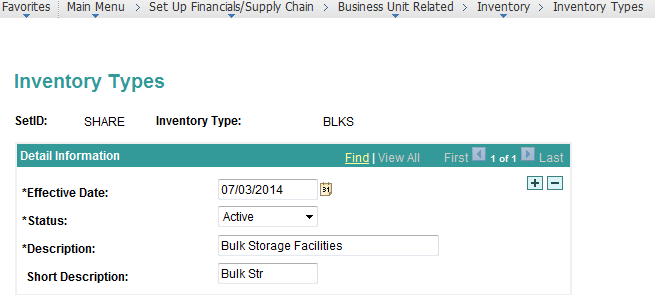 Favorites Main Menu > Set Up Financials/Supply Chain > Business Unit Related > Inventory > Inventory Types
Inventory Types
SetID: SHARE Inventory Type: BLKS
Detail Information Find | View All First 1 of 1 Last
*Effective Date: 07/03/2014 31
*Status: Active
*Description: Bulk Storage Facilities
Short Description: Bulk Str